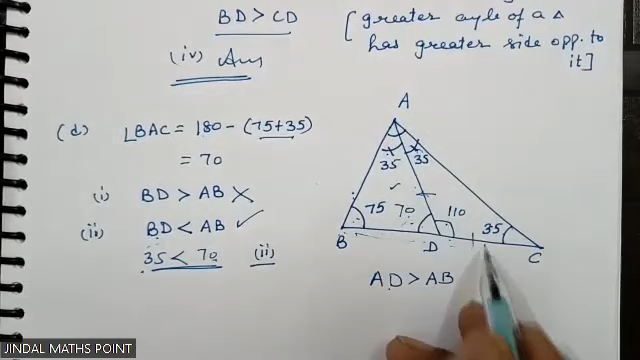 BD > CD
[greater angle of a Δ
has greater side opp. to
it]
(iv) Ans
(d) ∠BAC = 180 - (75+35)
= 70
(i) BD > AB ✗
(ii) BD < AB ✓
35 < 70 (ii)
A
35 35
✓
75 70 110 35
B D C
AD > AB
JINDAL MATHS POINT